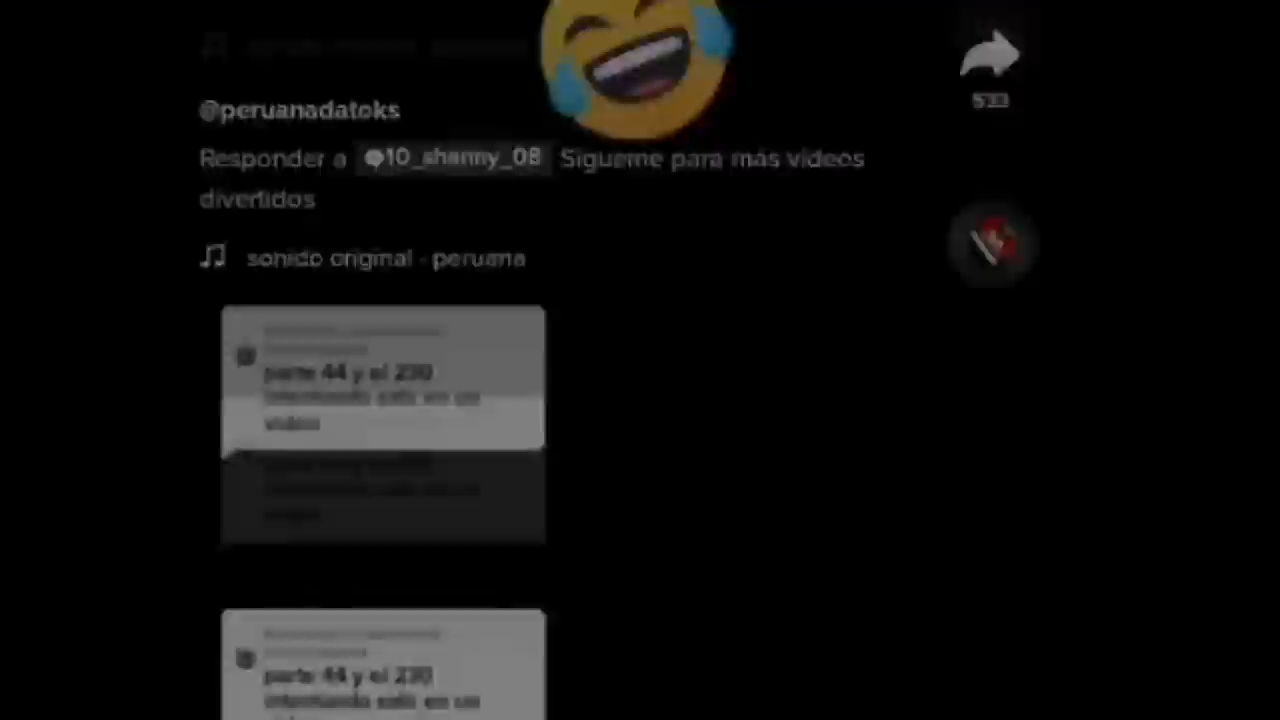 @peruanadatoks
533
Responder a 10_shanny_08 Sigueme para más videos
divertidos
sonido original - peruana
parte 44 y el 230
intentando salir en un
video
parte 44 y el 230
intentando salir en un